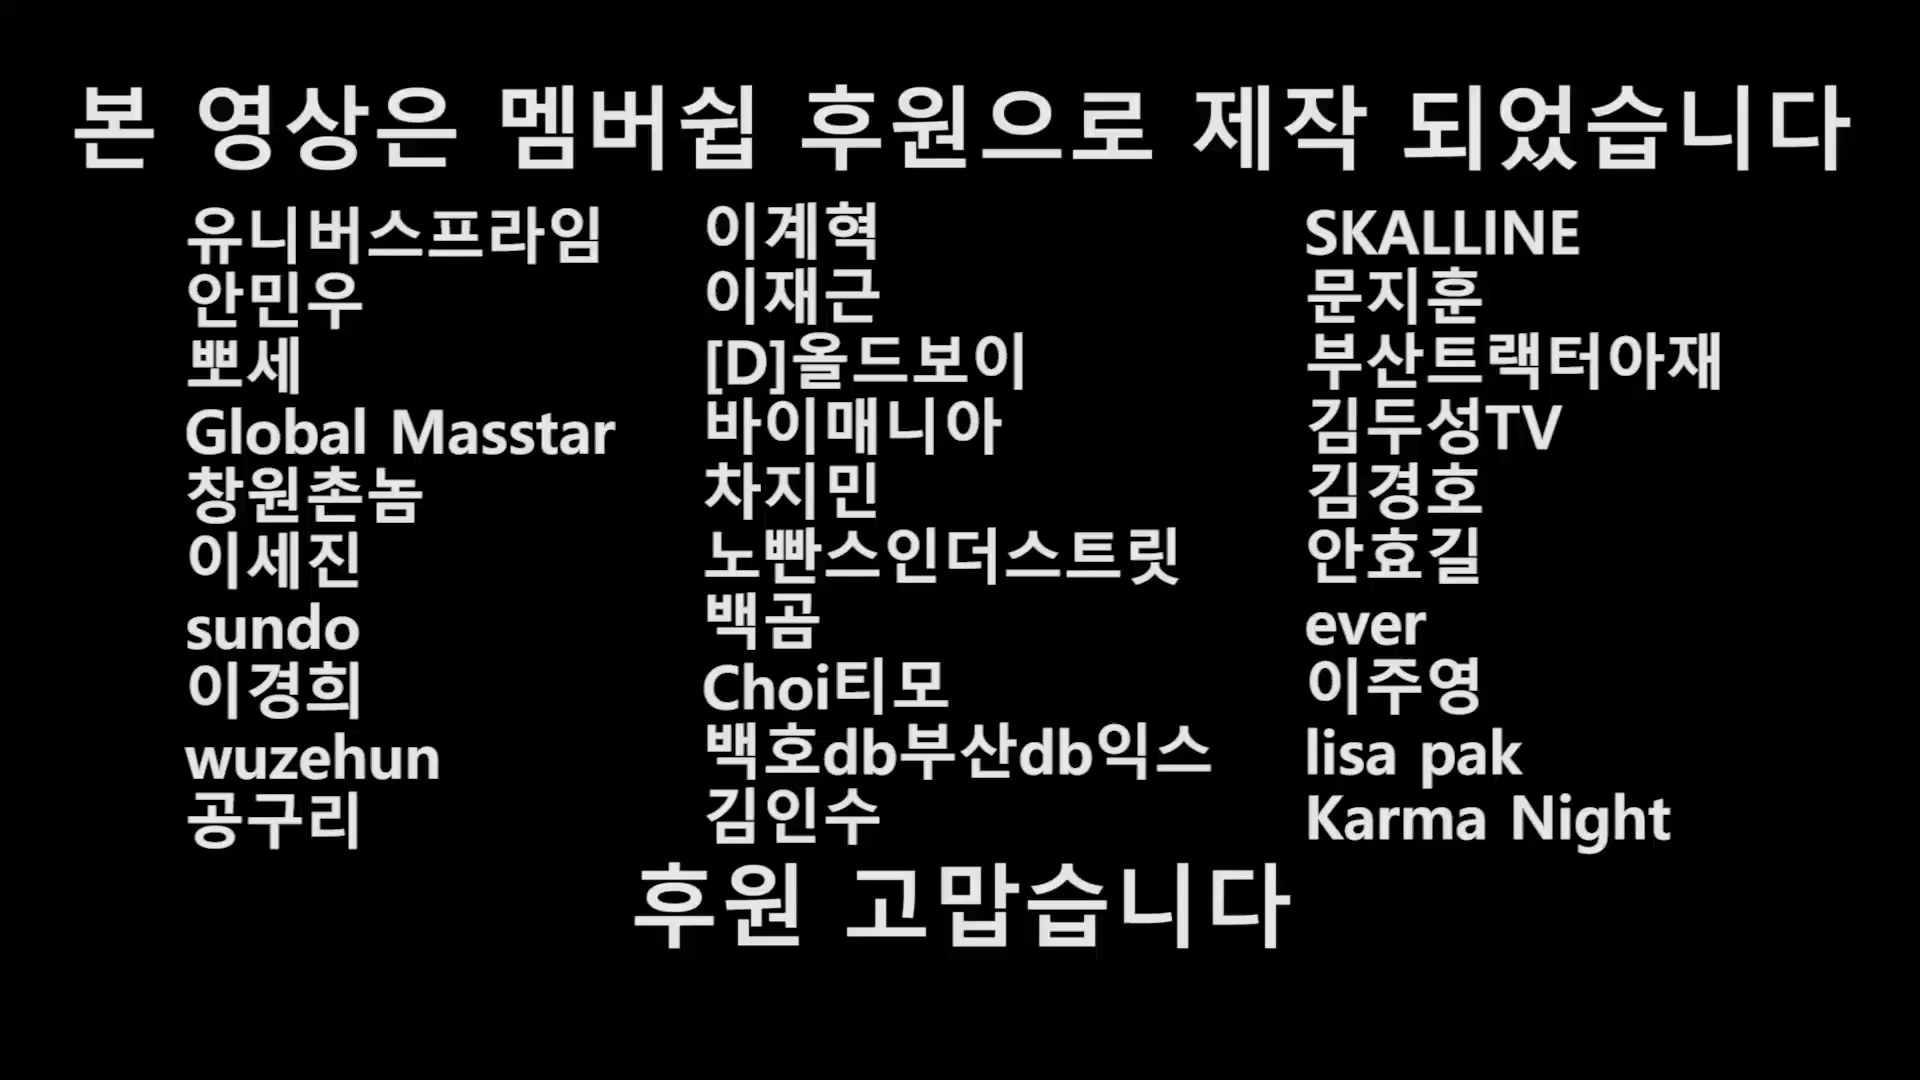 본 영상은 멤버쉽 후원으로 제작 되었습니다
유니버스프라임
안민우
뽀세
Global Masstar
창원촌놈
이세진
sundo
이경희
wuzehun
공구리
이계혁
이재근
[D]올드보이
바이매니아
차지민
노빤스인더스트릿
백곰
Choi티모
백호db부산db익스
김인수
SKALLINE
문지훈
부산트랙터아재
김두성TV
김경호
안효길
ever
이주영
lisa pak
Karma Night
후원 고맙습니다